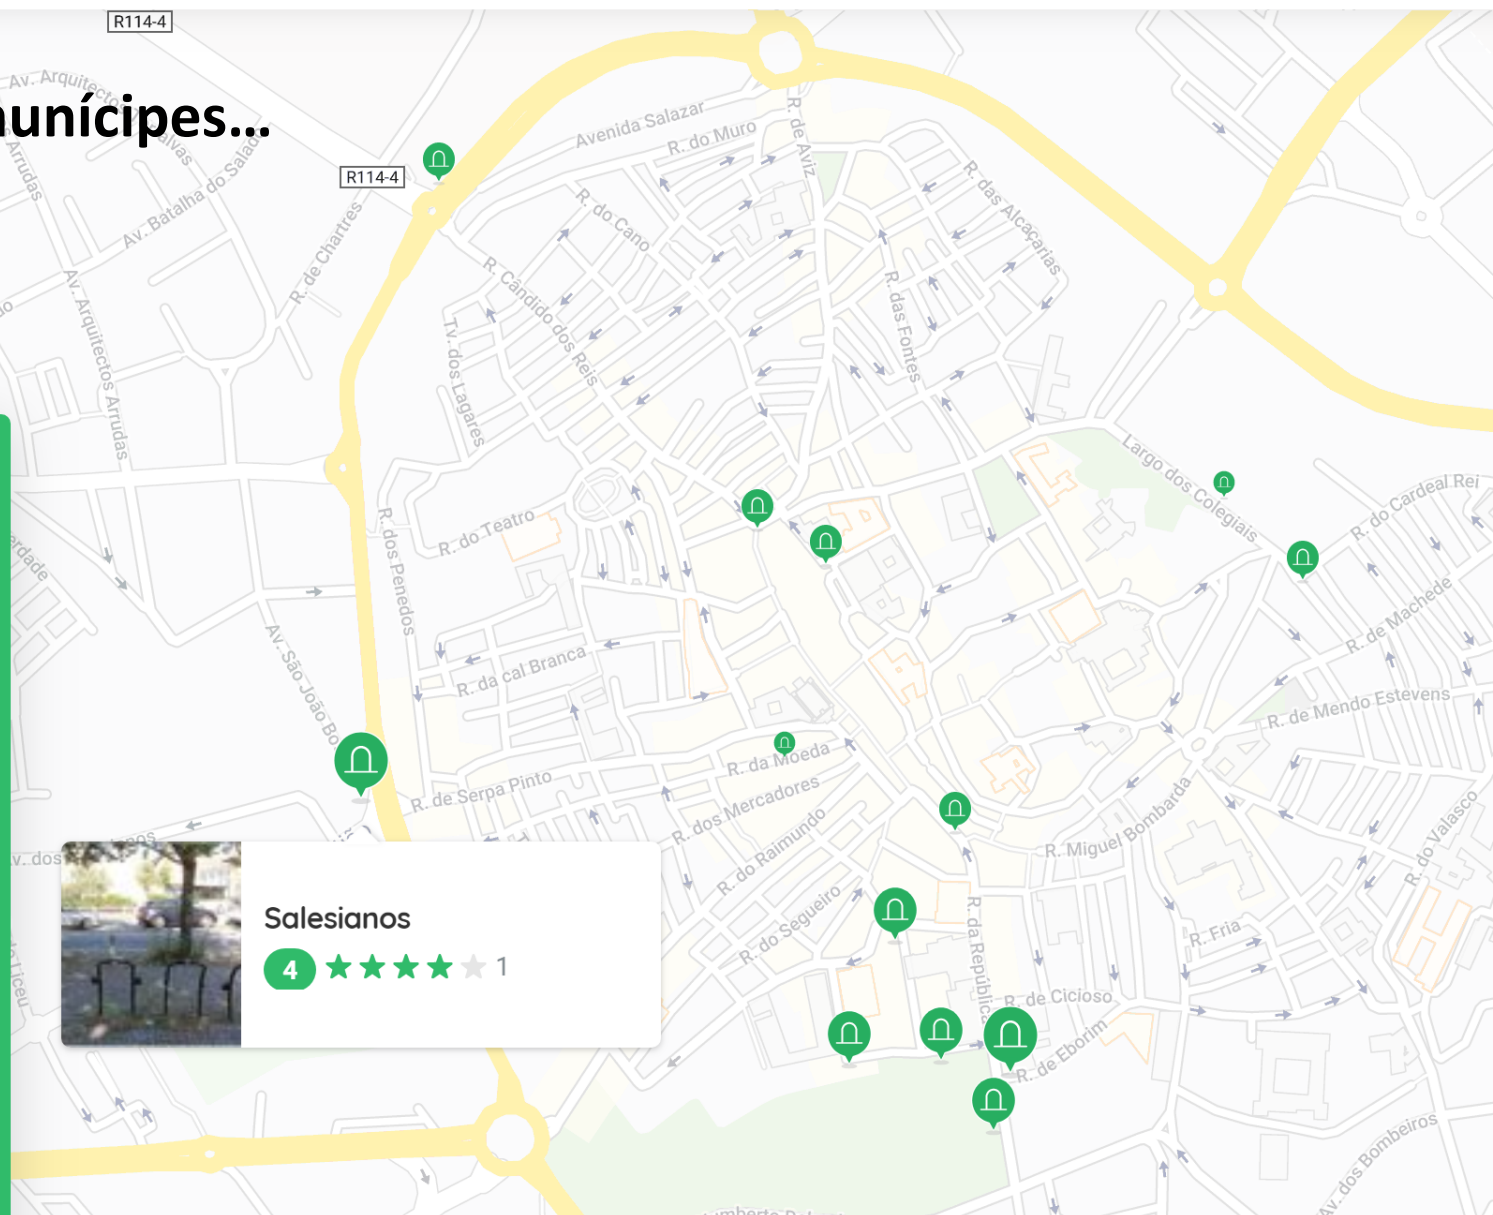 R114-4
Av. Arquitectos
unícipes...
Avenida Salazar
R. do Muro
R. de Aviz
R114-4
Av. Batalha do Salado
R. das Alcaçarias
R. do Cano
R. de Chartres
R. Cândido dos Reis
R. das Fontes
Av. Arquitectos Arrudas
Tv. dos Lagares
Largo dos Colegiais
R. do Cardeal Rei
R. do Teatro
R. dos Penedos
R. de Machede
Av. São João Bo
R. da cal Branca
R. de Mendo Estevens
R. da Moeda
R. de Serpa Pinto
R. dos Mercadores
R. Miguel Bombarda
R. do Valasco
R. do Raimundo
Salesianos
4
1
R. do Segueiro
R. da República
R. Fria
R. de Cicioso
R. de Eborim
Av. dos Bombeiros